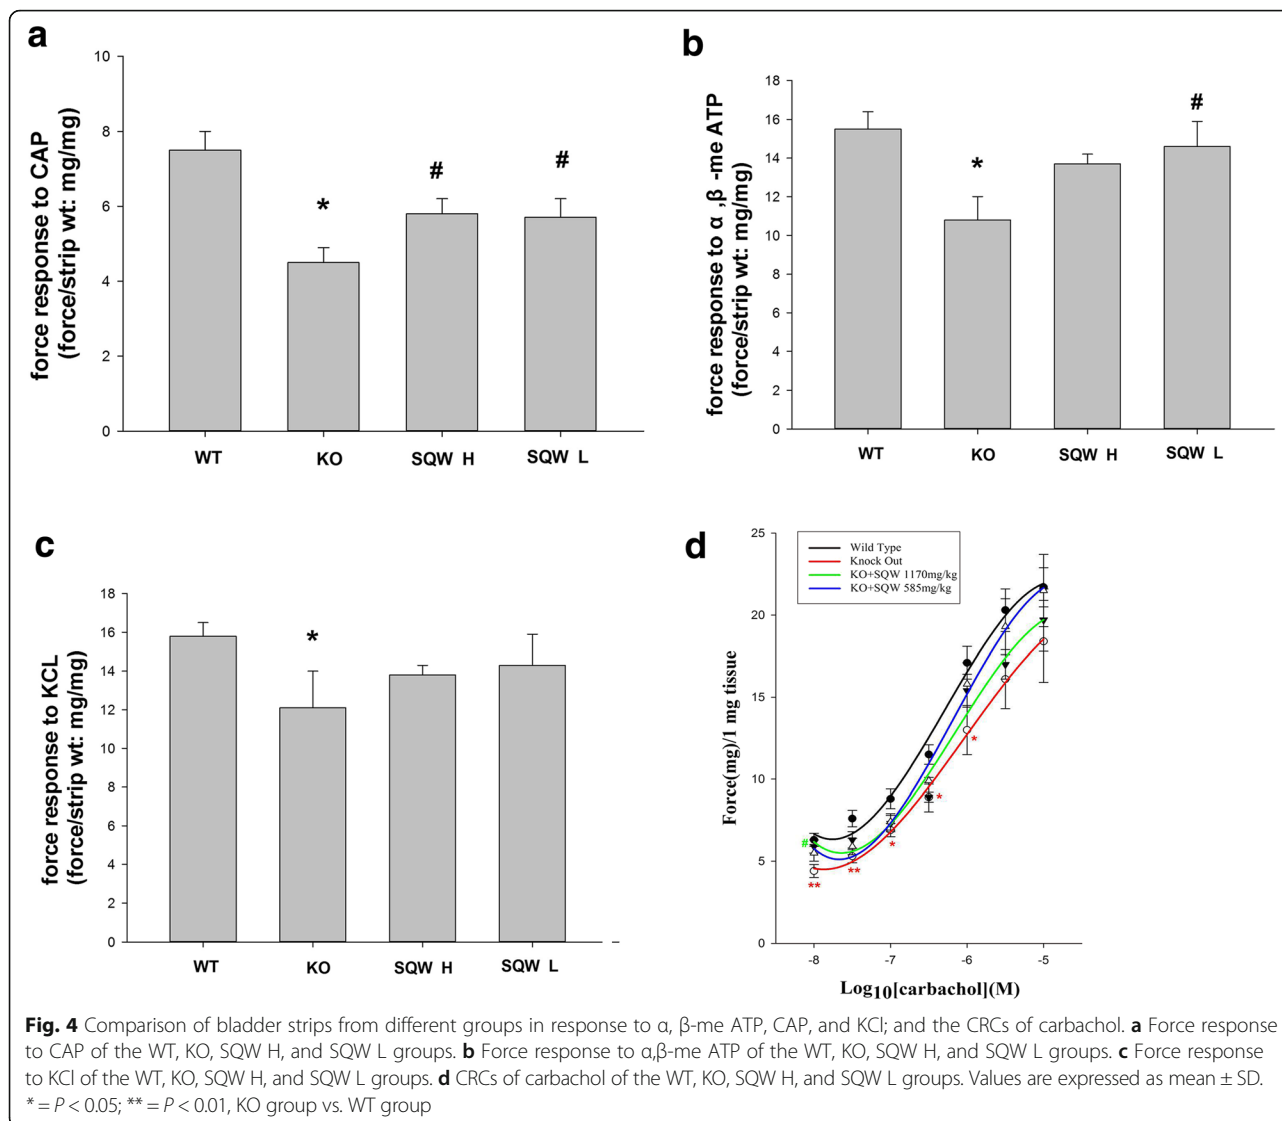 a
10
8
6
4
2
0
force response to CAP
(force/strip wt: mg/mg)
*
#
#
WT
KO
SQW H
SQW L
b
18
16
14
12
10
8
6
4
2
0
force response to α ,β -me ATP
(force/strip wt: mg/mg)
*
#
WT
KO
SQW H
SQW L
c
18
16
14
12
10
8
6
4
2
0
force response to KCL
(force/strip wt: mg/mg)
*
WT
KO
SQW H
SQW L
d
25
20
15
10
5
0
Force(mg)/1 mg tissue
Wild Type
Knock Out
KO+SQW 1170mg/kg
KO+SQW 585mg/kg
#
**
**
*
*
*
-8
-7
-6
-5
Log10[carbachol](M)
Fig. 4 Comparison of bladder strips from different groups in response to α, β-me ATP, CAP, and KCl; and the CRCs of carbachol. a Force response
to CAP of the WT, KO, SQW H, and SQW L groups. b Force response to α,β-me ATP of the WT, KO, SQW H, and SQW L groups. c Force response
to KCl of the WT, KO, SQW H, and SQW L groups. d CRCs of carbachol of the WT, KO, SQW H, and SQW L groups. Values are expressed as mean ± SD.
* = P < 0.05; ** = P < 0.01, KO group vs. WT group